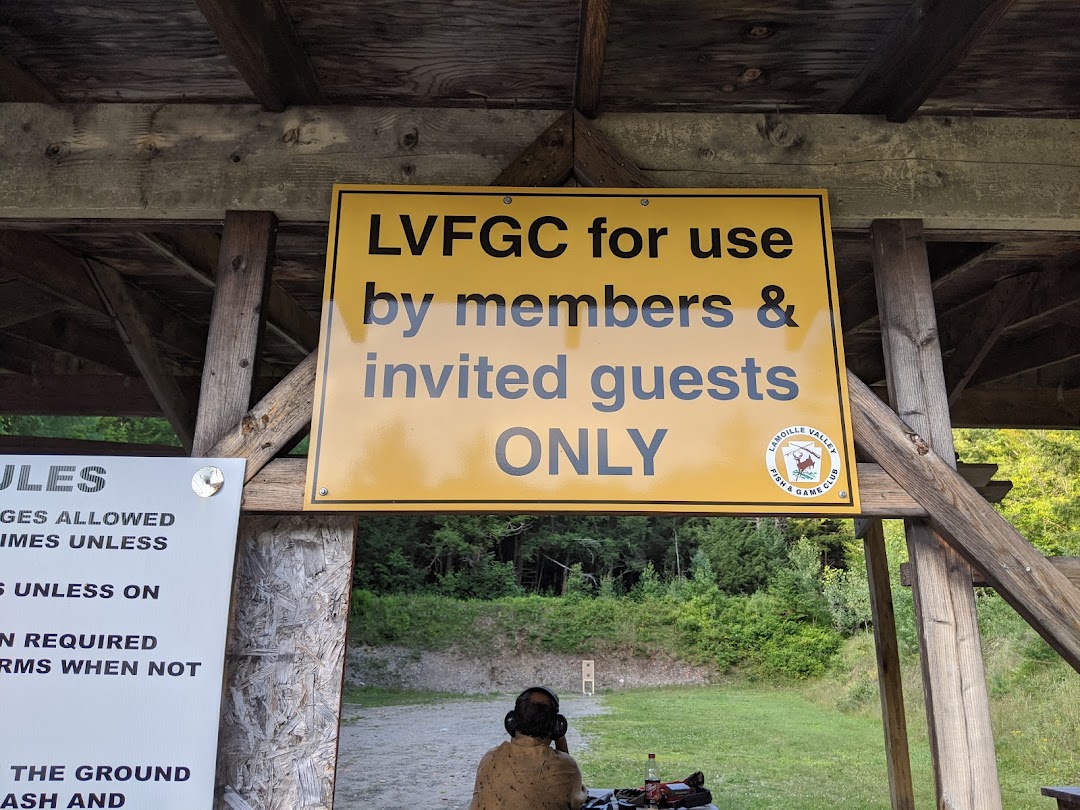 LVFGC for use
by members &
invited guests
ONLY
LAMOILLE VALLEY
FISH & GAME CLUB
ULES
GES ALLOWED
IMES UNLESS
S UNLESS ON
N REQUIRED
RMS WHEN NOT
THE GROUND
ASH AND